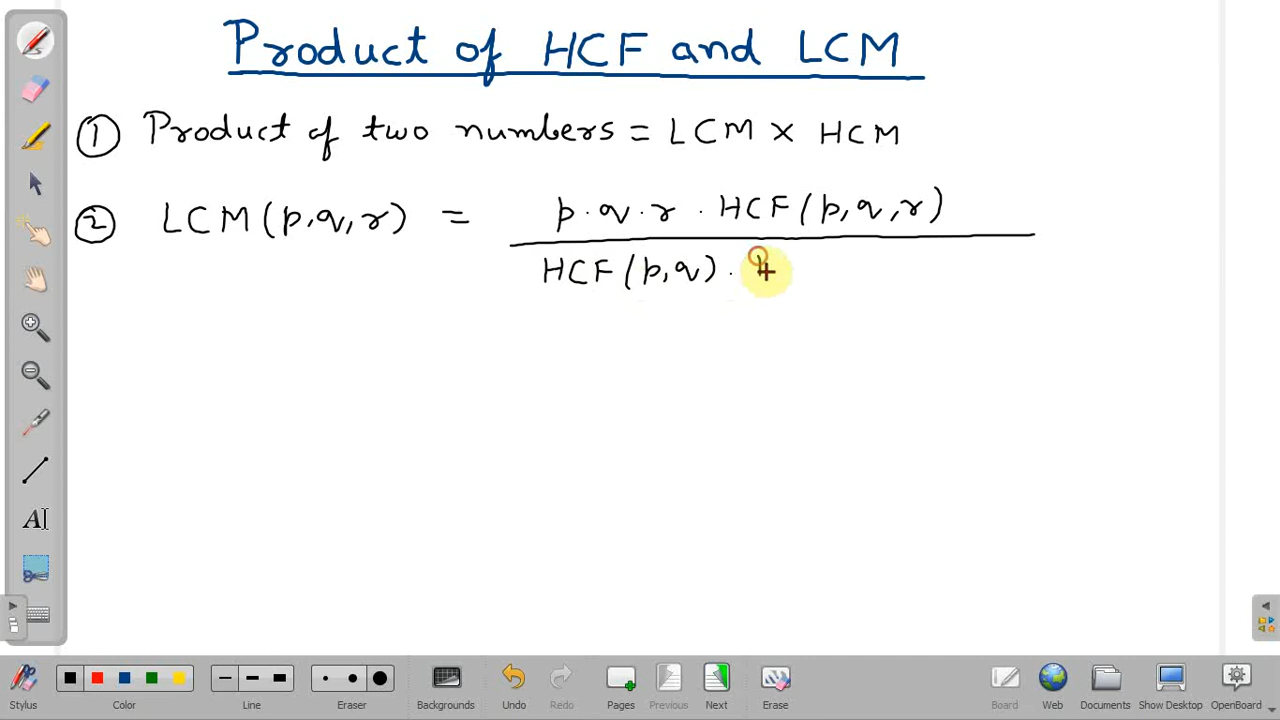 Product of HCF and LCM
① Product of two numbers = LCM × HCM
② LCM(p,q,r) = p·q·r · HCF(p,q,r)
HCF(p,q) ·
AI
Stylus
Color
Line
Eraser
Backgrounds
Undo
Redo
Pages
Previous
Next
Erase
Board
Web
Documents
Show Desktop
OpenBoard